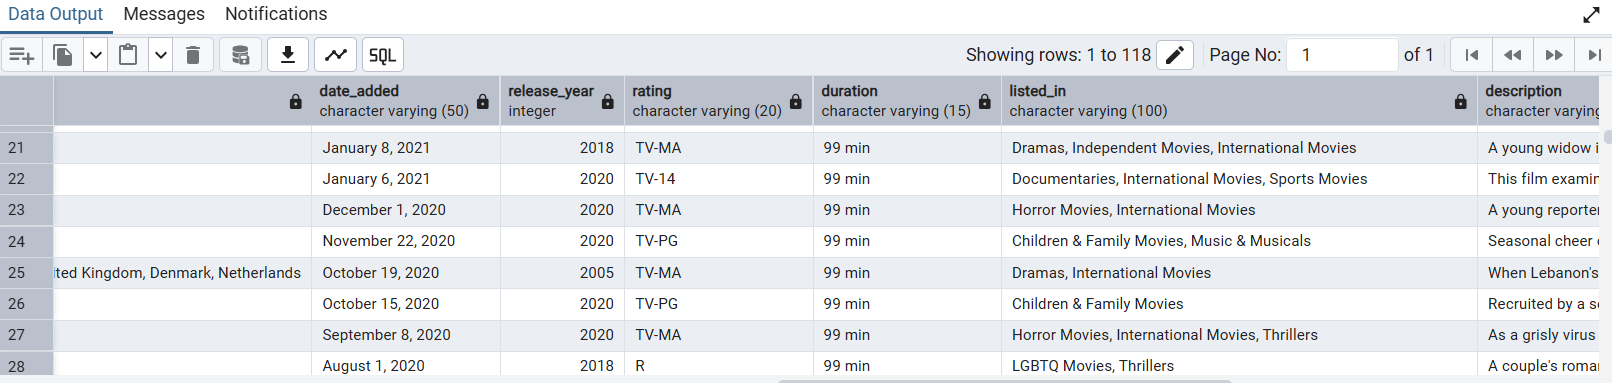 Data Output Messages Notifications
SQL Showing rows: 1 to 118 Page No: 1 of 1
date_added release_year rating duration listed_in description
character varying (50) integer character varying (20) character varying (15) character varying (100) character varying
21 January 8, 2021 2018 TV-MA 99 min Dramas, Independent Movies, International Movies A young widow i
22 January 6, 2021 2020 TV-14 99 min Documentaries, International Movies, Sports Movies This film examin
23 December 1, 2020 2020 TV-MA 99 min Horror Movies, International Movies A young reporte
24 November 22, 2020 2020 TV-PG 99 min Children & Family Movies, Music & Musicals Seasonal cheer
25 ited Kingdom, Denmark, Netherlands October 19, 2020 2005 TV-MA 99 min Dramas, International Movies When Lebanon's
26 October 15, 2020 2020 TV-PG 99 min Children & Family Movies Recruited by a s
27 September 8, 2020 2020 TV-MA 99 min Horror Movies, International Movies, Thrillers As a grisly virus
28 August 1, 2020 2018 R 99 min LGBTQ Movies, Thrillers A couple's roma